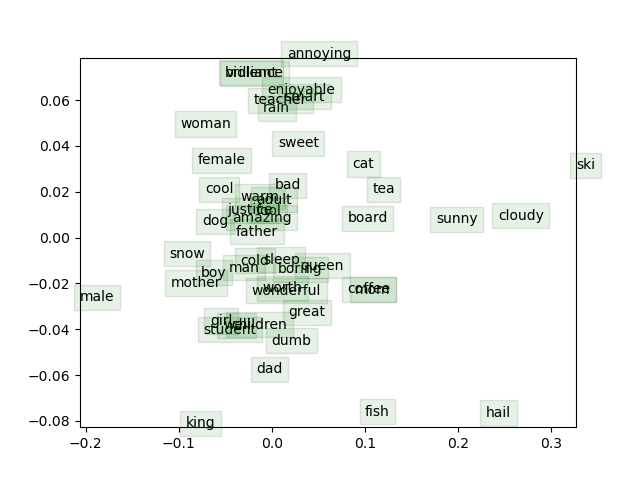 annoying
enjoyable
smart
teacher
rain
0.06
woman
0.04
sweet
female
cat
ski
0.02
cool
bad
tea
warm
adult
justice
dog
amazing
board
sunny
cloudy
0.00
father
snow
cold
sleep
boy
man
boring
queen
−0.02
mother
worth
wonderful
coffee
male
great
girl
children
−0.04
student
dumb
−0.06
dad
−0.08
king
fish
hail
−0.2
−0.1
0.0
0.1
0.2
0.3